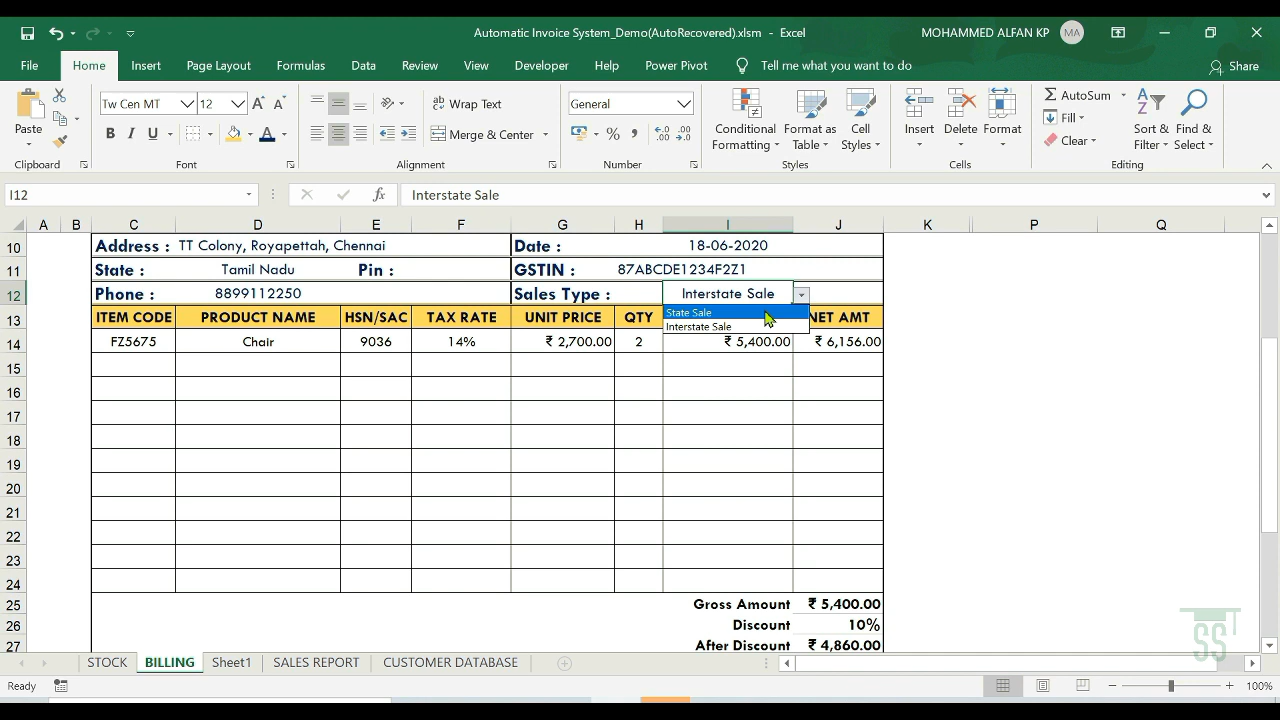 Automatic Invoice System_Demo(AutoRecovered).xlsm - Excel
MOHAMMED ALFAN KP
MA
File Home Insert Page Layout Formulas Data Review View Developer Help Power Pivot Tell me what you want to do Share
Paste
Clipboard
Tw Cen MT 12
B I U
Font
Wrap Text
Merge & Center
Alignment
General
%
Number
Conditional Formatting
Format as Table
Cell Styles
Styles
Insert
Delete
Format
Cells
AutoSum
Fill
Clear
Sort & Filter
Find & Select
Editing
I12
fx
Interstate Sale
A B C D E F G H I J K P Q
10 Address : TT Colony, Royapettah, Chennai Date : 18-06-2020
11 State : Tamil Nadu Pin : GSTIN : 87ABCDE1234F2Z1
12 Phone : 8899112250 Sales Type : Interstate Sale
State Sale
Interstate Sale
13 ITEM CODE PRODUCT NAME HSN/SAC TAX RATE UNIT PRICE QTY NET AMT
14 FZ5675 Chair 9036 14% ₹ 2,700.00 2 ₹ 5,400.00 ₹ 6,156.00
15
16
17
18
19
20
21
22
23
24
25 Gross Amount ₹ 5,400.00
26 Discount 10%
27 After Discount ₹ 4,860.00
SS
STOCK BILLING Sheet1 SALES REPORT CUSTOMER DATABASE
Ready
100%